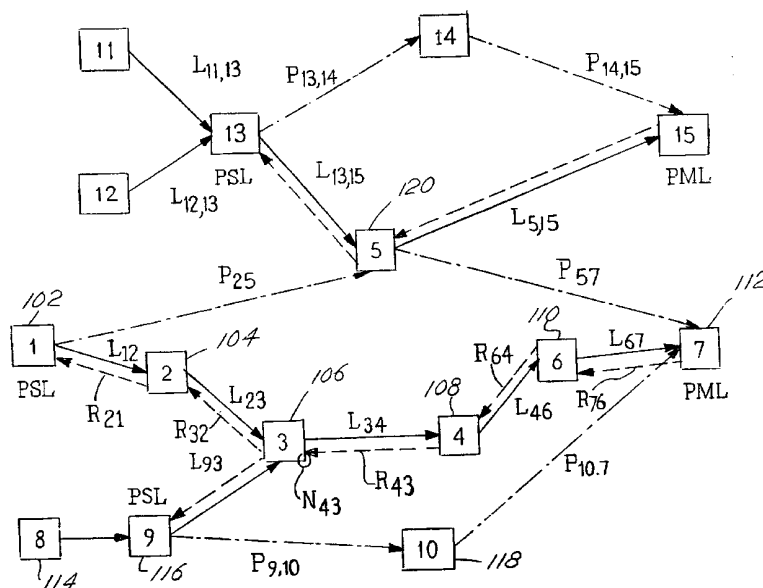 11
L11,13
P13,14
14
P14,15
13
15
12
L12,13
PSL
L13,15
120
PML
5
L5,15
P25
P57
102
112
1
L12
104
110
L67
7
PSL
2
R64
6
R21
L23
106
108
L46
R76
PML
R32
3
L34
4
L93
R43
P10.7
PSL
N43
8
9
10
114
116
P9,10
118